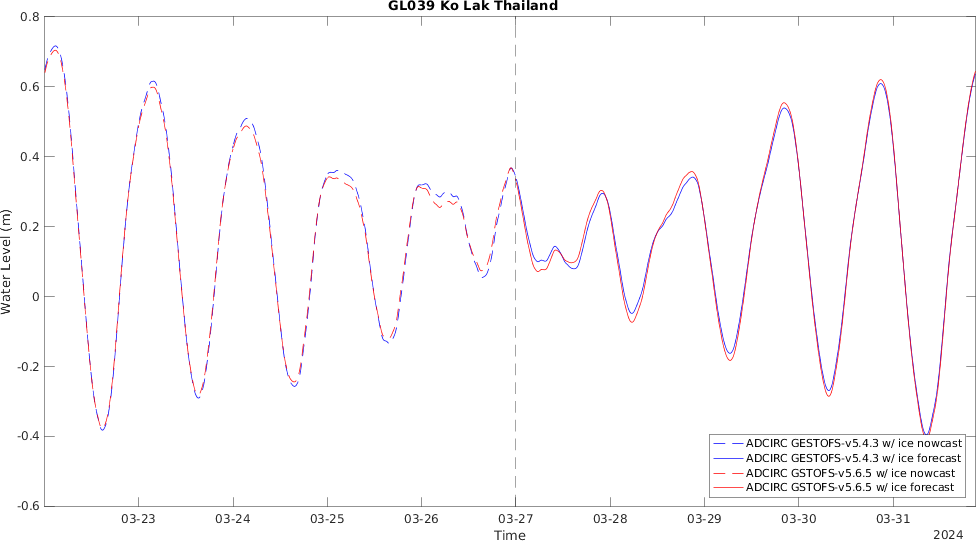 GL039 Ko Lak Thailand
0.8
0.6
0.4
0.2
0
-0.2
-0.4
-0.6
Water Level (m)
03-23
03-24
03-25
03-26
03-27
03-28
03-29
03-30
03-31
Time
2024
ADCIRC GESTOFS-v5.4.3 w/ ice nowcast
ADCIRC GESTOFS-v5.4.3 w/ ice forecast
ADCIRC GSTOFS-v5.6.5 w/ ice nowcast
ADCIRC GSTOFS-v5.6.5 w/ ice forecast